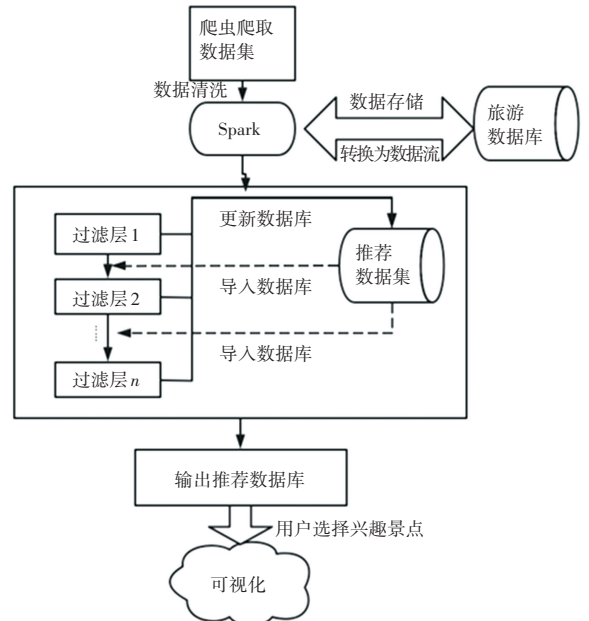 爬虫爬取
数据集
数据清洗
Spark
数据存储
转换为数据流
旅游
数据库
过滤层1
过滤层2
过滤层n
更新数据库
导入数据库
导入数据库
推荐
数据集
输出推荐数据库
用户选择兴趣景点
可视化